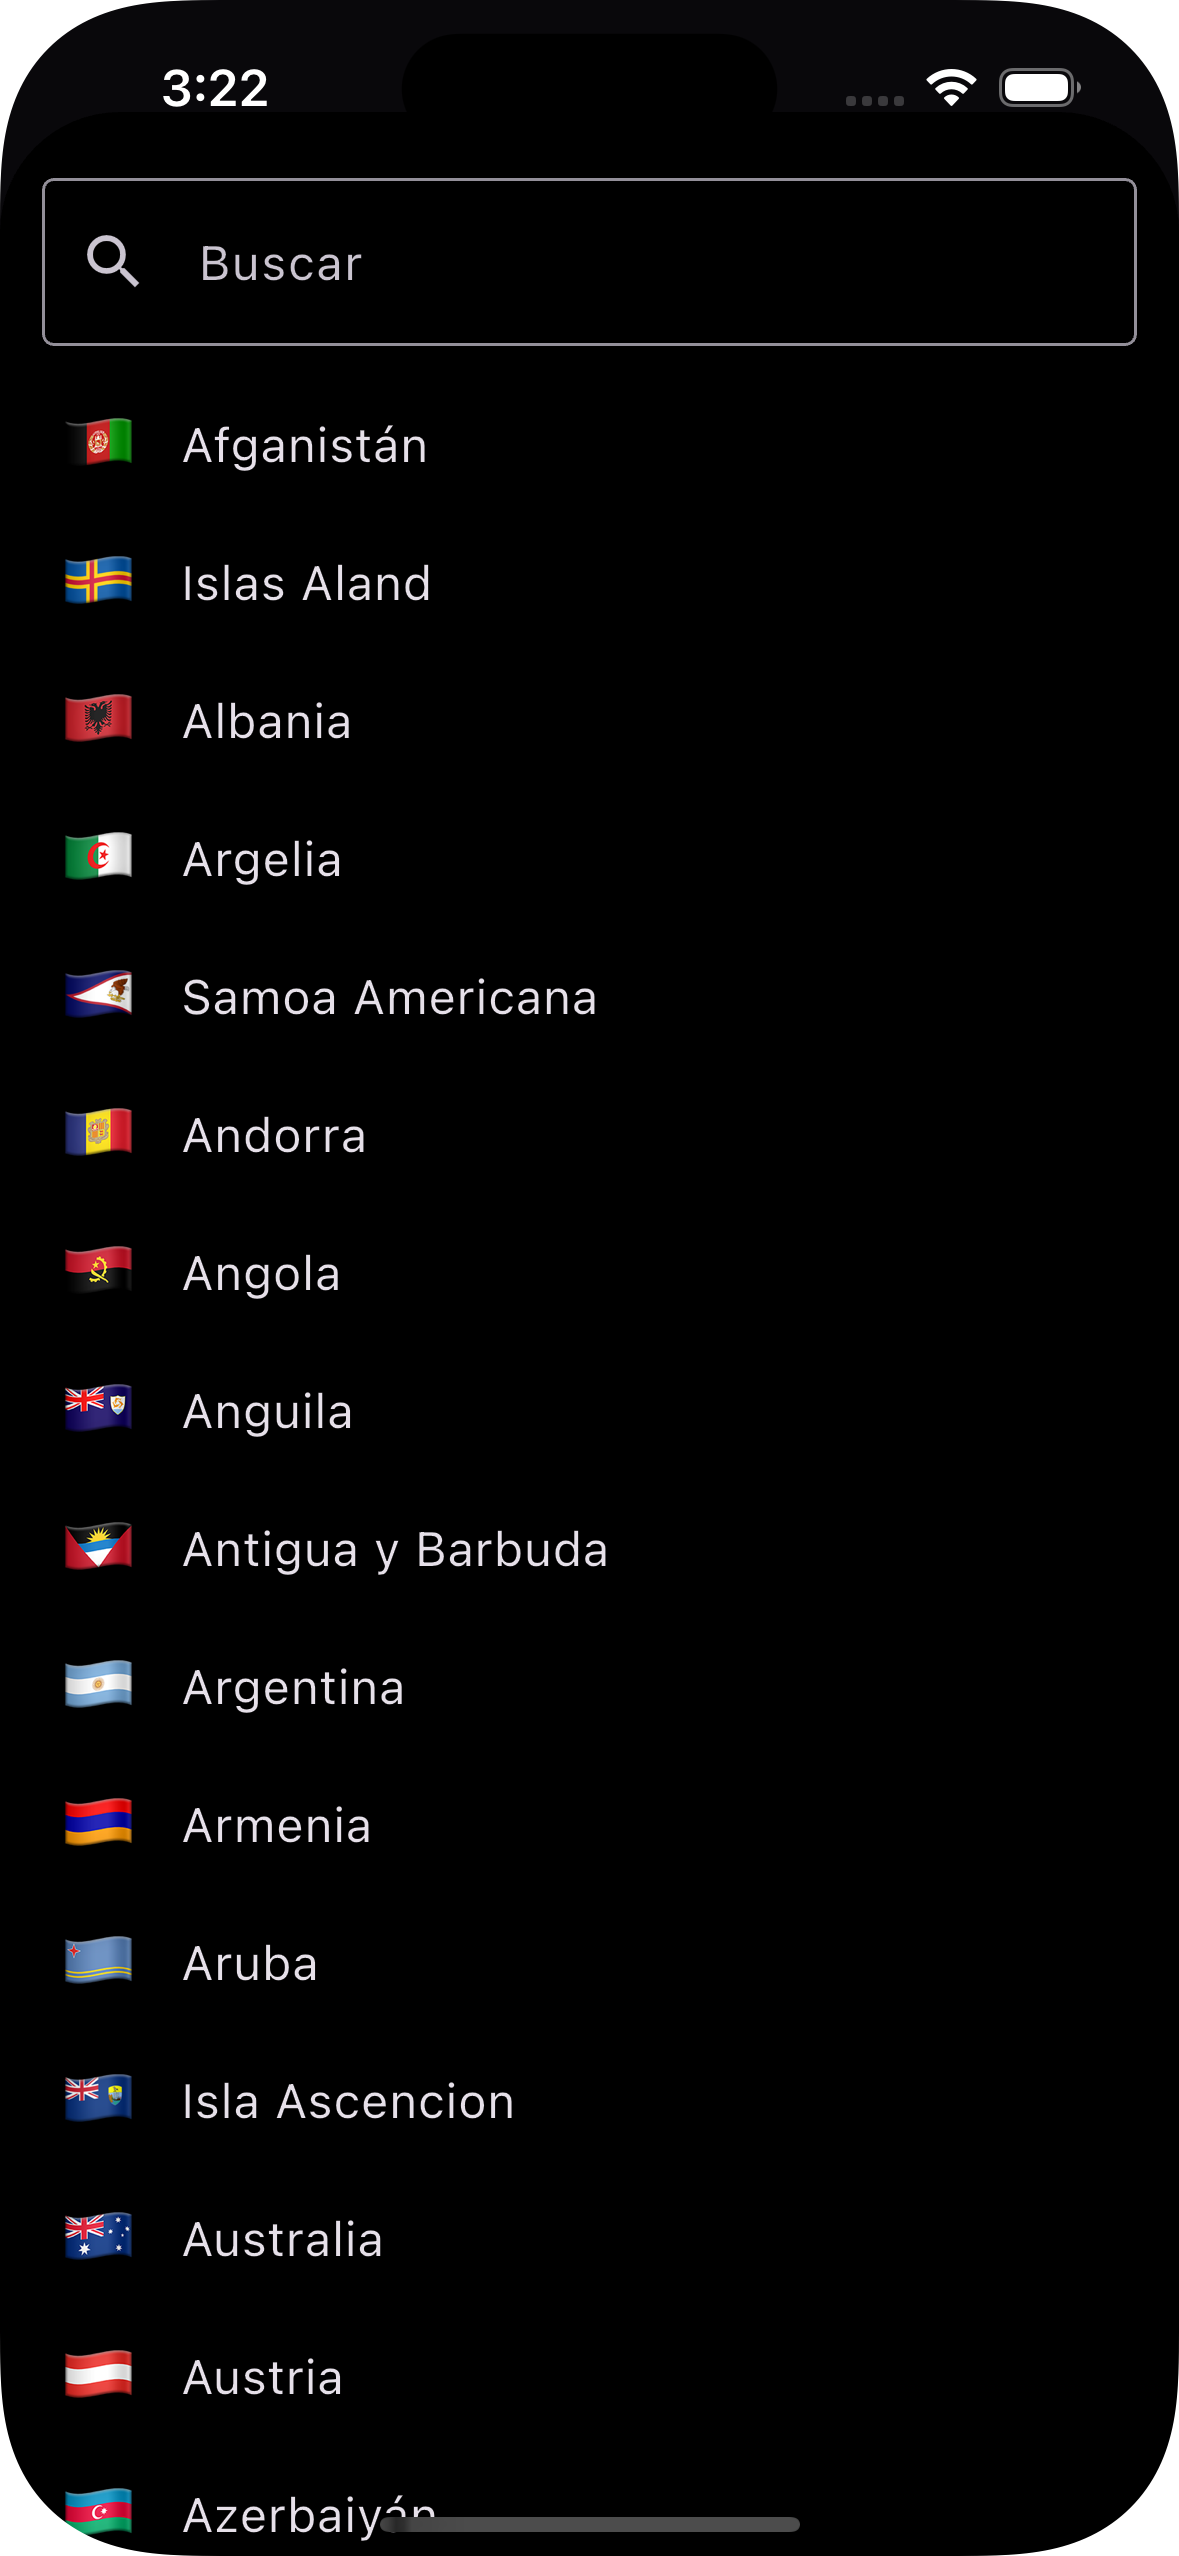 3:22
Buscar
Afganistán
Islas Aland
Albania
Argelia
Samoa Americana
Andorra
Angola
Anguila
Antigua y Barbuda
Argentina
Armenia
Aruba
Isla Ascencion
Australia
Austria
Azerbaiyán